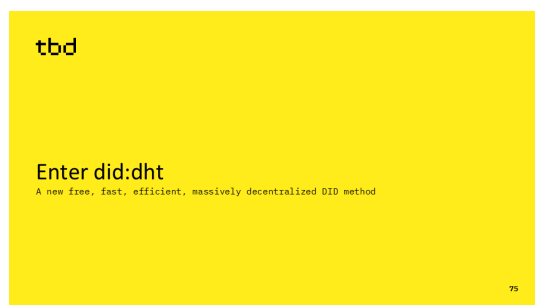 tbd
Enter did:dht
A new free, fast, efficient, massively decentralized DID method
75